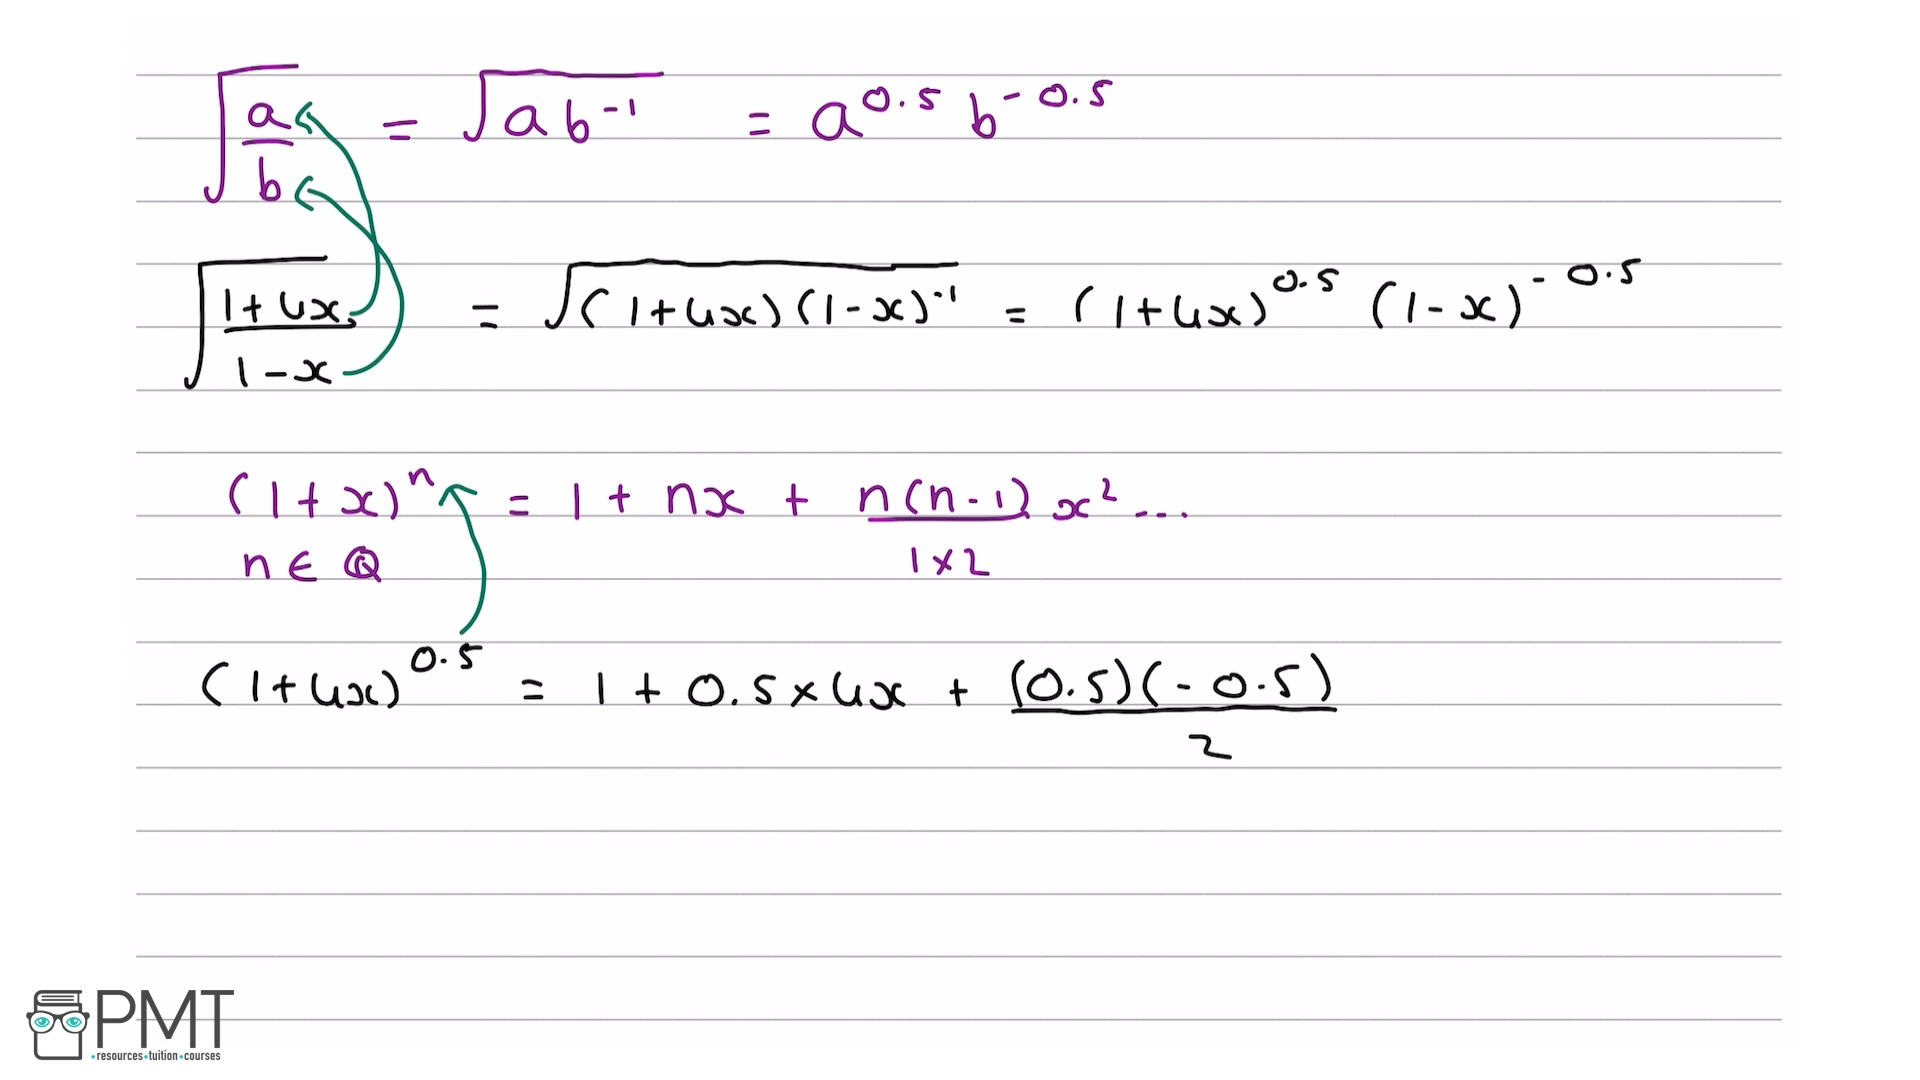 √(a/b) = √(ab⁻¹) = a^0.5 b^-0.5
√((1+4x)/(1-x)) = √((1+4x)(1-x)⁻¹) = (1+4x)^0.5 (1-x)^-0.5
(1+x)^n = 1 + nx + n(n-1)/(1×2) x² ...
n ∈ ℚ
(1+4x)^0.5 = 1 + 0.5×4x + (0.5)(-0.5)/2
PMT
•resources•tuition•courses